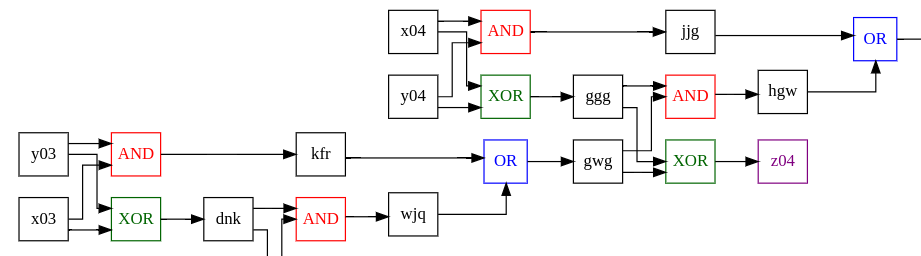 x04 AND jjg OR
y04 XOR ggg AND hgw
y03 AND kfr OR gwg XOR z04
x03 XOR dnk AND wjq